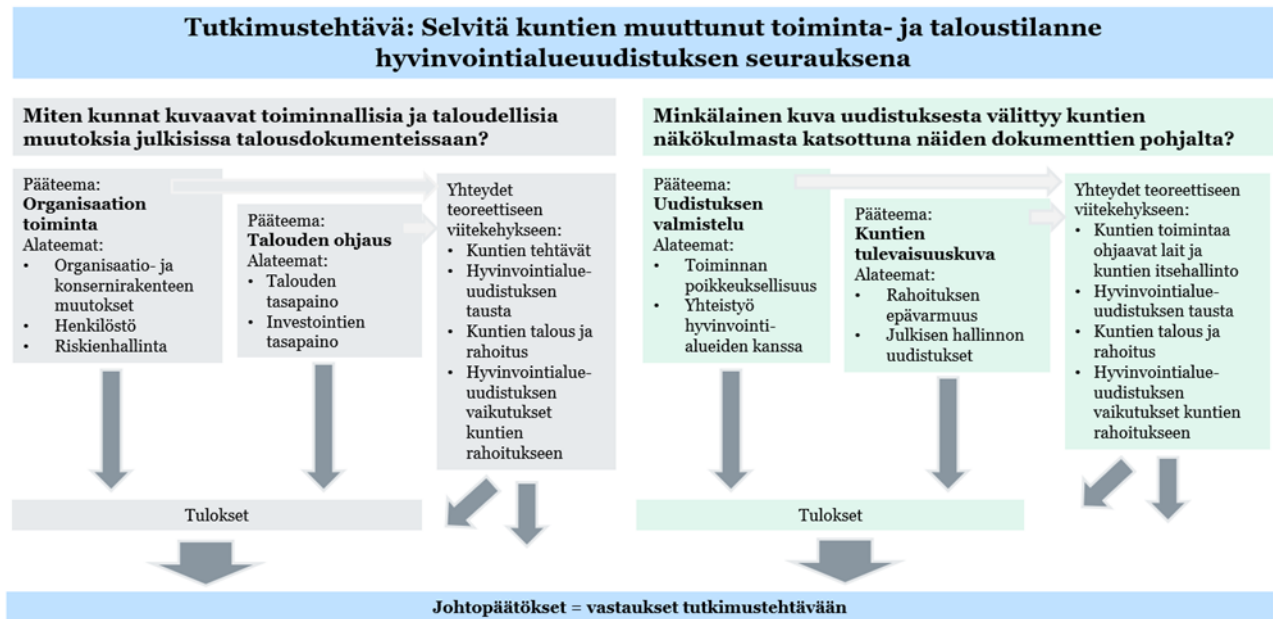 Tutkimustehtävä: Selvitä kuntien muuttunut toiminta- ja taloustilanne
hyvinvointialueuudistuksen seurauksena
Miten kunnat kuvaavat toiminnallisia ja taloudellisia
muutoksia julkisissa talousdokumenteissaan?
Pääteema:
Organisaation
toiminta
Alateemat:
• Organisaatio- ja
konsernirakenteen
muutokset
• Henkilöstö
• Riskienhallinta
Pääteema:
Talouden ohjaus
Alateemat:
• Talouden
tasapaino
• Investointien
tasapaino
Yhteydet
teoreettiseen
viitekehykseen:
• Kuntien tehtävät
• Hyvinvointialue-
uudistuksen
tausta
• Kuntien talous ja
rahoitus
• Hyvinvointialue-
uudistuksen
vaikutukset
kuntien
rahoitukseen
Tulokset
Minkälainen kuva uudistuksesta välittyy kuntien
näkökulmasta katsottuna näiden dokumenttien pohjalta?
Pääteema:
Uudistuksen
valmistelu
Alateemat:
• Toiminnan
poikkeuksellisuus
• Yhteistyö
hyvinvointi-
alueiden kanssa
Pääteema:
Kuntien
tulevaisuuskuva
Alateemat:
• Rahoituksen
epävarmuus
• Julkisen hallinnon
uudistukset
Yhteydet teoreettiseen
viitekehykseen:
• Kuntien toimintaa
ohjaavat lait ja
kuntien itsehallinto
• Hyvinvointialue-
uudistuksen tausta
• Kuntien talous ja
rahoitus
• Hyvinvointialue-
uudistuksen
vaikutukset kuntien
rahoitukseen
Tulokset
Johtopäätökset = vastaukset tutkimustehtävään